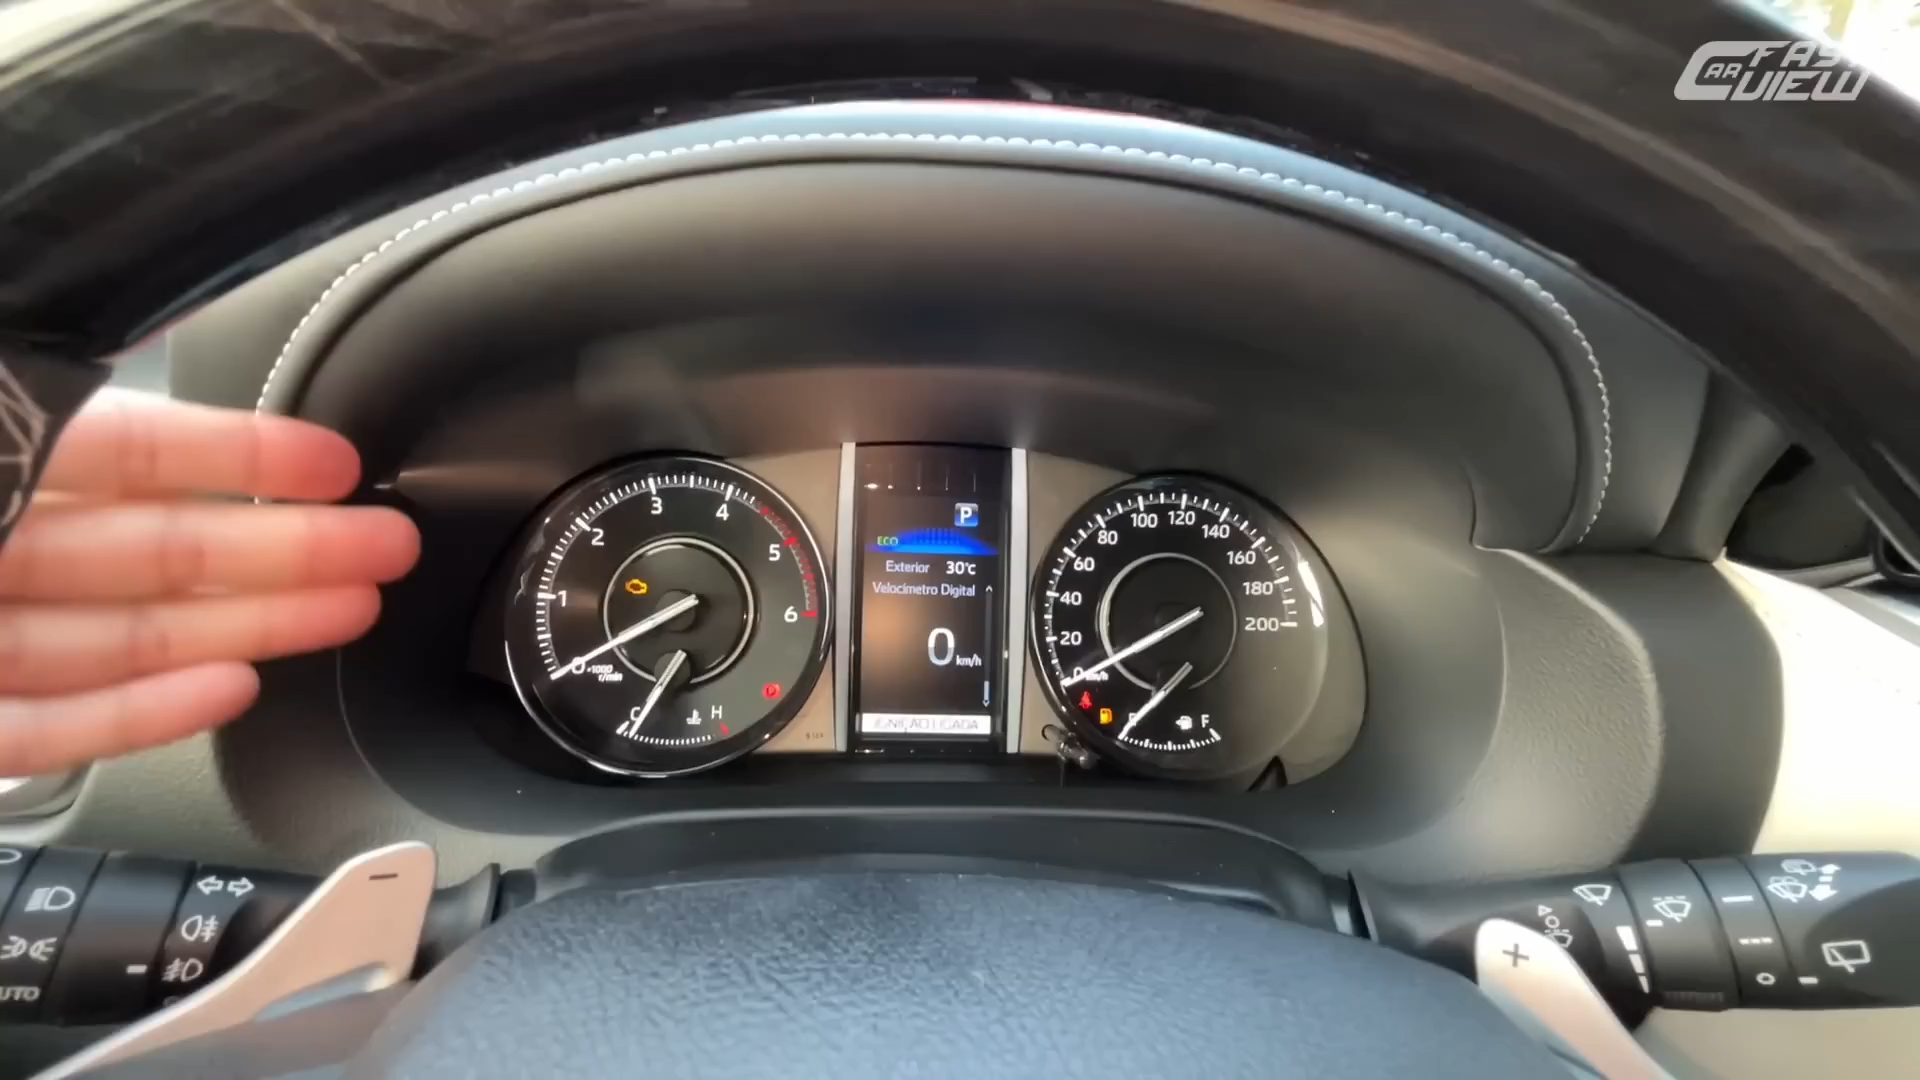 CAR FAST VIEW
3
4
2
5
1
6
0
×1000
r/min
C
H
P
ECO
Exterior 30°C
Velocímetro Digital
0 km/h
IGNIÇÃO LIGADA
100
120
140
80
160
60
180
40
200
20
0
km/h
E
F
-
+
AUTO